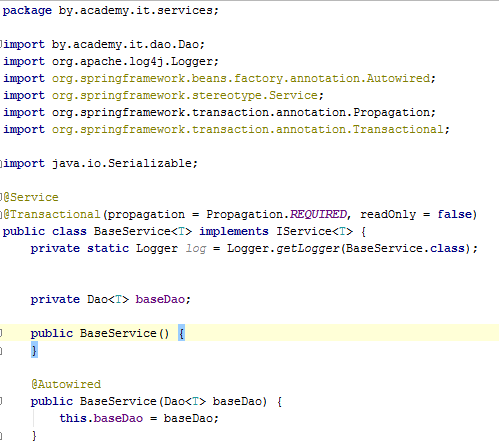 package by.academy.it.services;
import by.academy.it.dao.Dao;
import org.apache.log4j.Logger;
import org.springframework.beans.factory.annotation.Autowired;
import org.springframework.stereotype.Service;
import org.springframework.transaction.annotation.Propagation;
import org.springframework.transaction.annotation.Transactional;
import java.io.Serializable;
@Service
@Transactional(propagation = Propagation.REQUIRED, readOnly = false)
public class BaseService<T> implements IService<T> {
    private static Logger log = Logger.getLogger(BaseService.class);
    private Dao<T> baseDao;
    public BaseService() {
    }
    @Autowired
    public BaseService(Dao<T> baseDao) {
        this.baseDao = baseDao;
    }